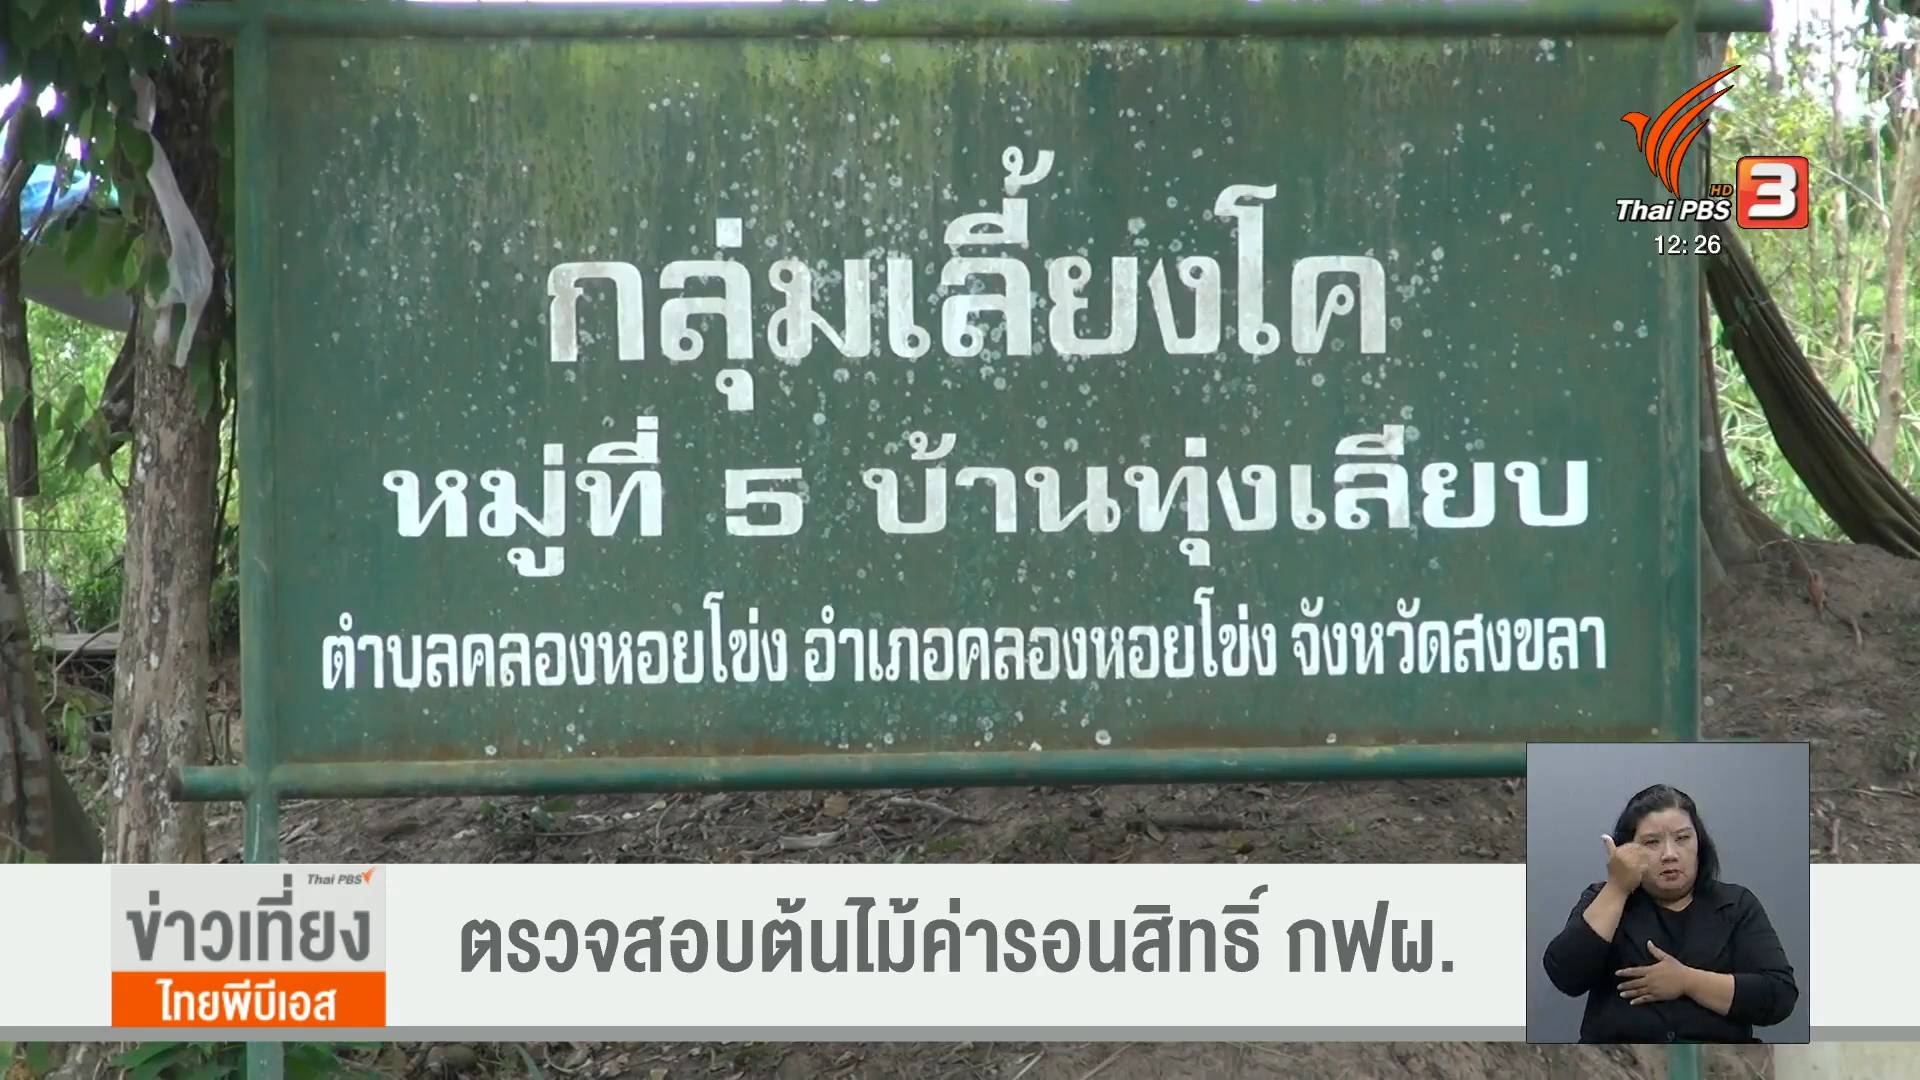 กลุ่มเลี้ยงโค
หมู่ที่ 5 บ้านทุ่งเลียบ
ตำบลคลองหอยโข่ง อำเภอคลองหอยโข่ง จังหวัดสงขลา
HD
Thai PBS 3
12:26
Thai PBS
ข่าวเที่ยง
ไทยพีบีเอส
ตรวจสอบต้นไม้ค่ารอนสิทธิ์ กฟผ.